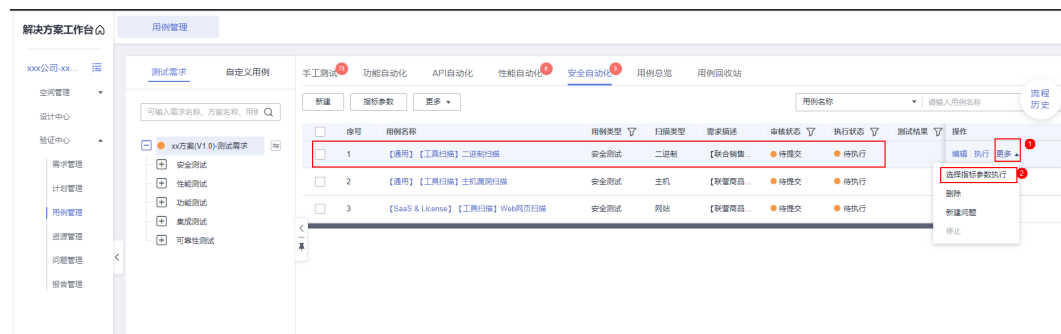 解决方案工作台
用例管理
xxx公司-xx...
空间管理
设计中心
验证中心
需求管理
计划管理
用例管理
资源管理
问题管理
报告管理
测试需求 自定义用例
可输入需求名称、方案名称、用例
xx方案(V1.0)-测试需求
安全测试
性能测试
功能测试
集成测试
可靠性测试
手工测试 73 功能自动化 API自动化 性能自动化 6 安全自动化 3 用例总览 用例回收站
新建 指标参数 更多 用例名称 请输入用例名称
流程
历史
序号 用例名称 用例类型 扫描类型 需求描述 审核状态 执行状态 测试结果 操作
1 【通用】【工具扫描】二进制扫描 安全测试 二进制 【联合销售... 待提交 待执行 编辑 执行 更多 1
选择指标参数执行 2
2 【通用】【工具扫描】主机漏洞扫描 安全测试 主机 【联营商品... 待提交 待执行
删除
3 【SaaS & License】【工具扫描】Web网页扫描 安全测试 网站 【联营商品... 待提交 待执行
新建问题
停止